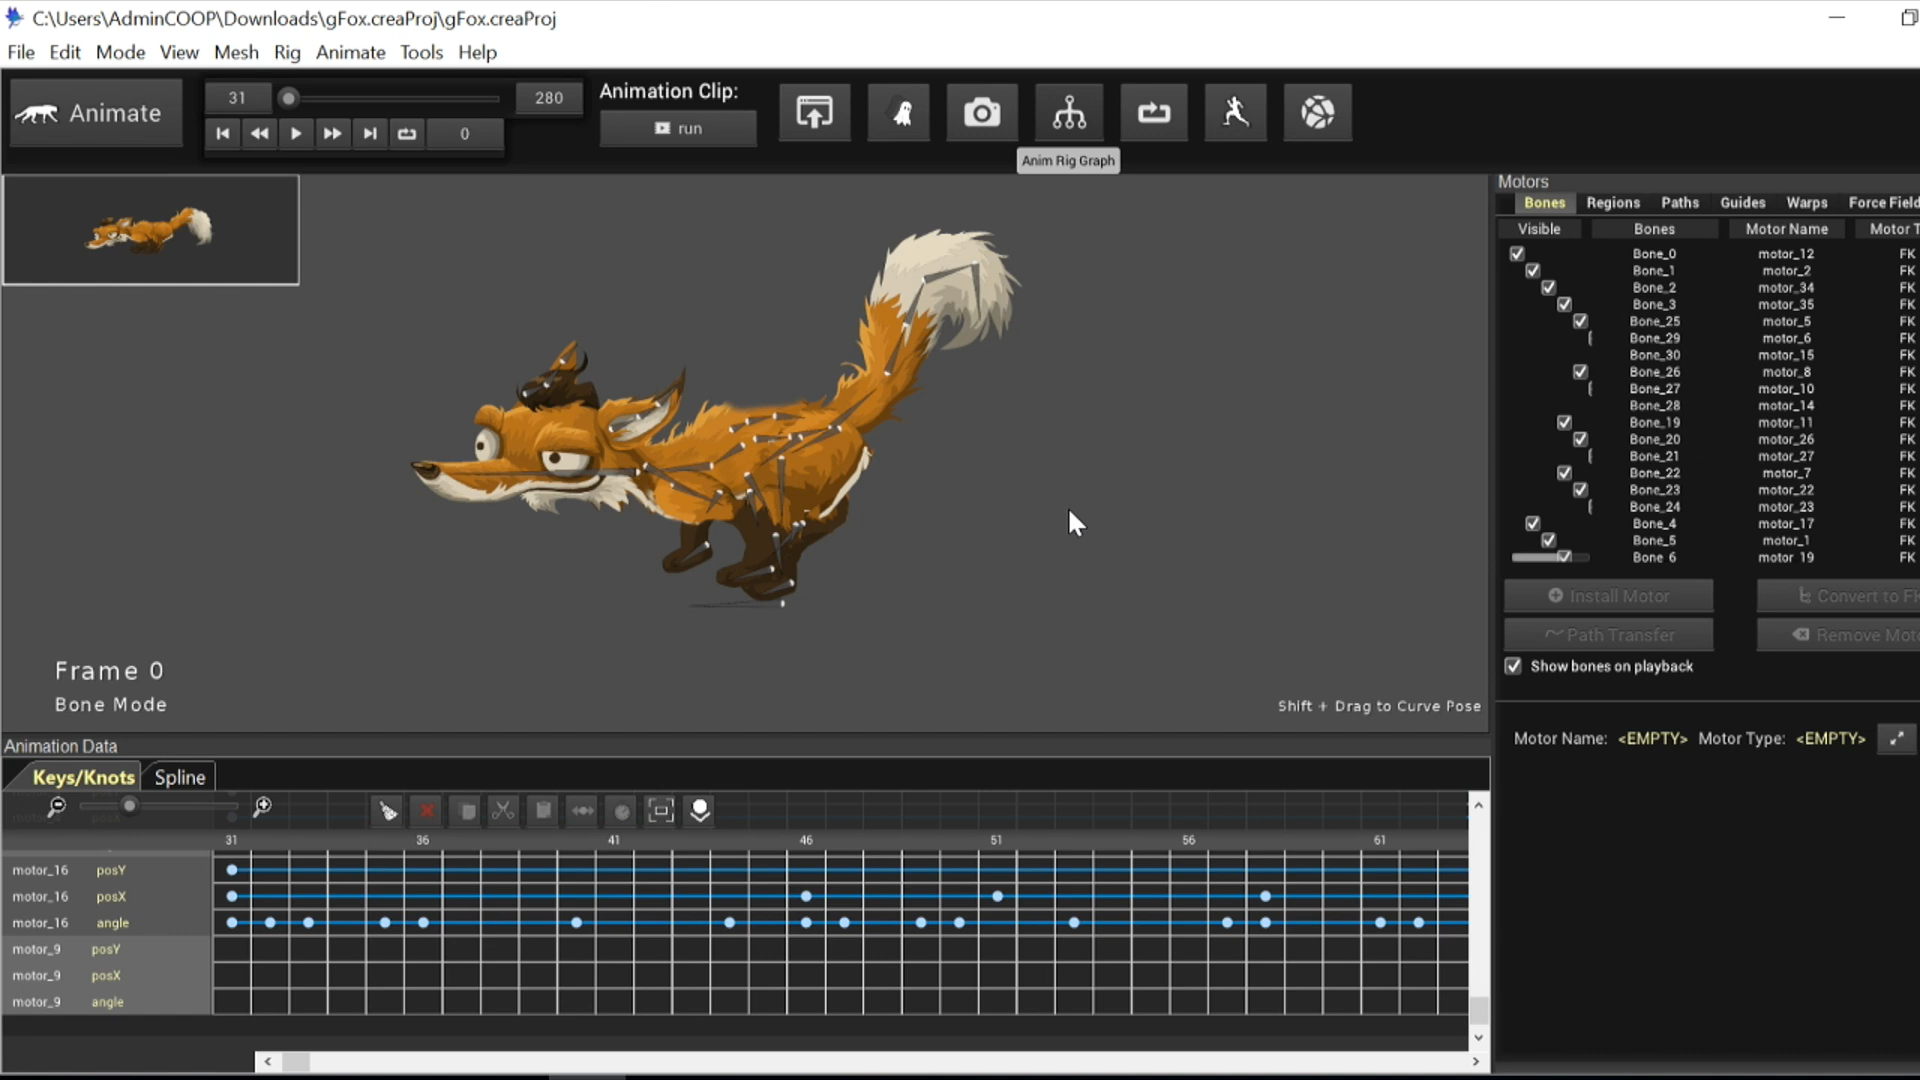 C:\Users\AdminCOOP\Downloads\gFox.creaProj\gFox.creaProj
File Edit Mode View Mesh Rig Animate Tools Help
Animate
31 280
0
Animation Clip:
run
Anim Rig Graph
Frame 0
Bone Mode
Shift + Drag to Curve Pose
Motors
Bones Regions Paths Guides Warps Force Field
Visible Bones Motor Name Motor T
Bone_0 motor_12 FK
Bone_1 motor_2 FK
Bone_2 motor_34 FK
Bone_3 motor_35 FK
Bone_25 motor_5 FK
Bone_29 motor_6 FK
Bone_30 motor_15 FK
Bone_26 motor_8 FK
Bone_27 motor_10 FK
Bone_28 motor_14 FK
Bone_19 motor_11 FK
Bone_20 motor_26 FK
Bone_21 motor_27 FK
Bone_22 motor_7 FK
Bone_23 motor_22 FK
Bone_24 motor_23 FK
Bone_4 motor_17 FK
Bone_5 motor_1 FK
Bone 6 motor 19 FK
Install Motor Convert to FK
Path Transfer Remove Moto
Show bones on playback
Motor Name: <EMPTY> Motor Type: <EMPTY>
Animation Data
Keys/Knots Spline
31 36 41 46 51 56 61
motor_16 posY
motor_16 posX
motor_16 angle
motor_9 posY
motor_9 posX
motor_9 angle